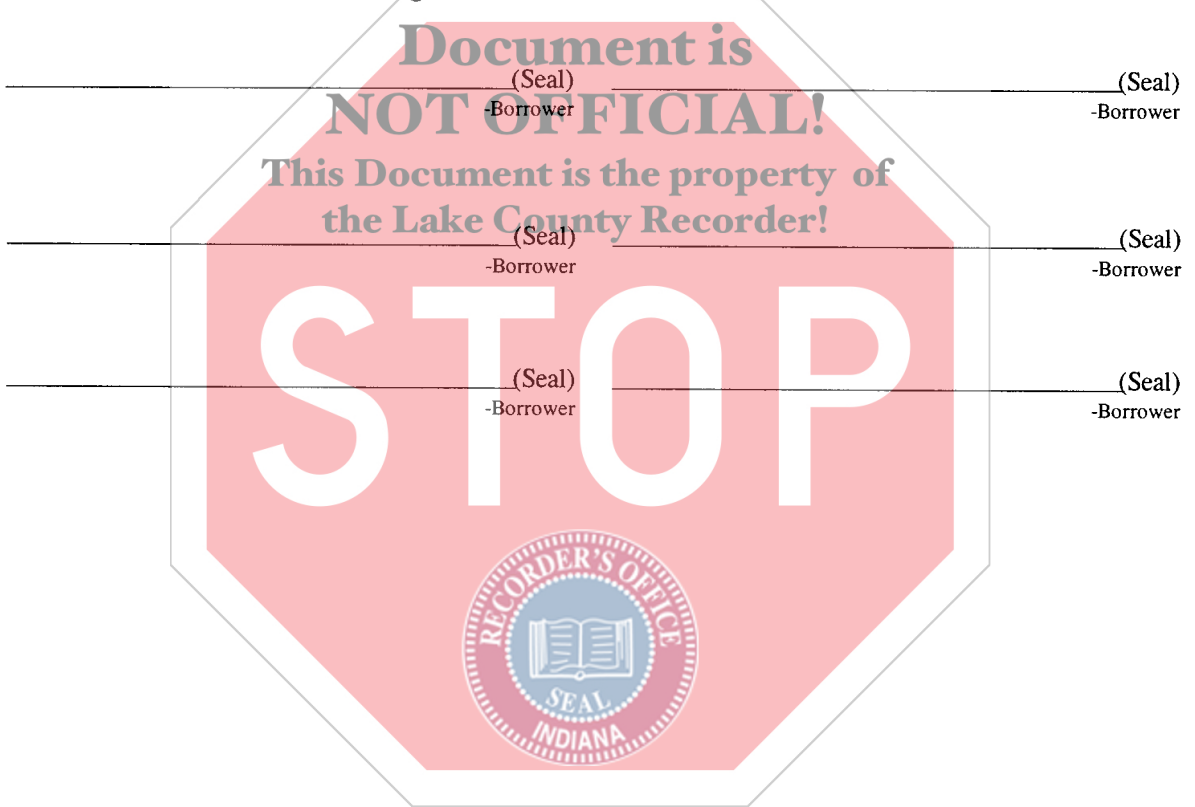 Document is
(Seal) (Seal)
-Borrower -Borrower
NOT OFFICIAL!
This Document is the property of
the Lake County Recorder!
(Seal) (Seal)
-Borrower -Borrower
STOP
(Seal) (Seal)
-Borrower -Borrower
RECORDER'S OFFICE
SEAL
INDIANA